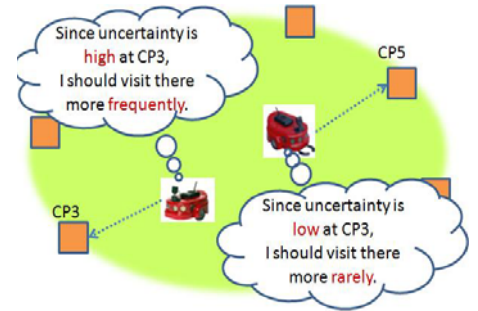 Since uncertainty is
high at CP3,
I should visit there
more frequently.
CP5
CP3
Since uncertainty is
low at CP3,
I should visit there
more rarely.